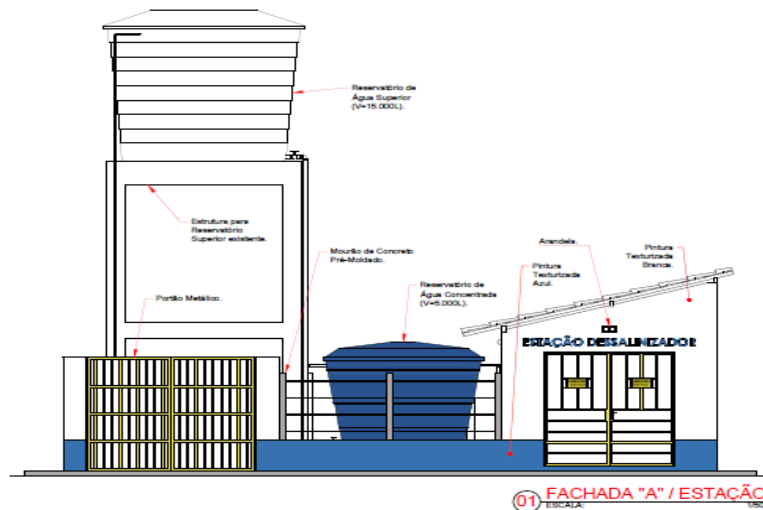 Reservatório de
Água Superior
(V=15.000L).
Estrutura para
Reservatório
Superior existente.
Mourão de Concreto
Pré-Moldado.
Arandela.
Pintura
Texturizada
Branca.
Pintura
Texturizada
Azul.
Reservatório de
Água Concentrada
(V=5.000L).
Portão Metálico.
ESTAÇÃO DESSALINIZADOR
01 FACHADA "A" / ESTAÇÃO
ESCALA: